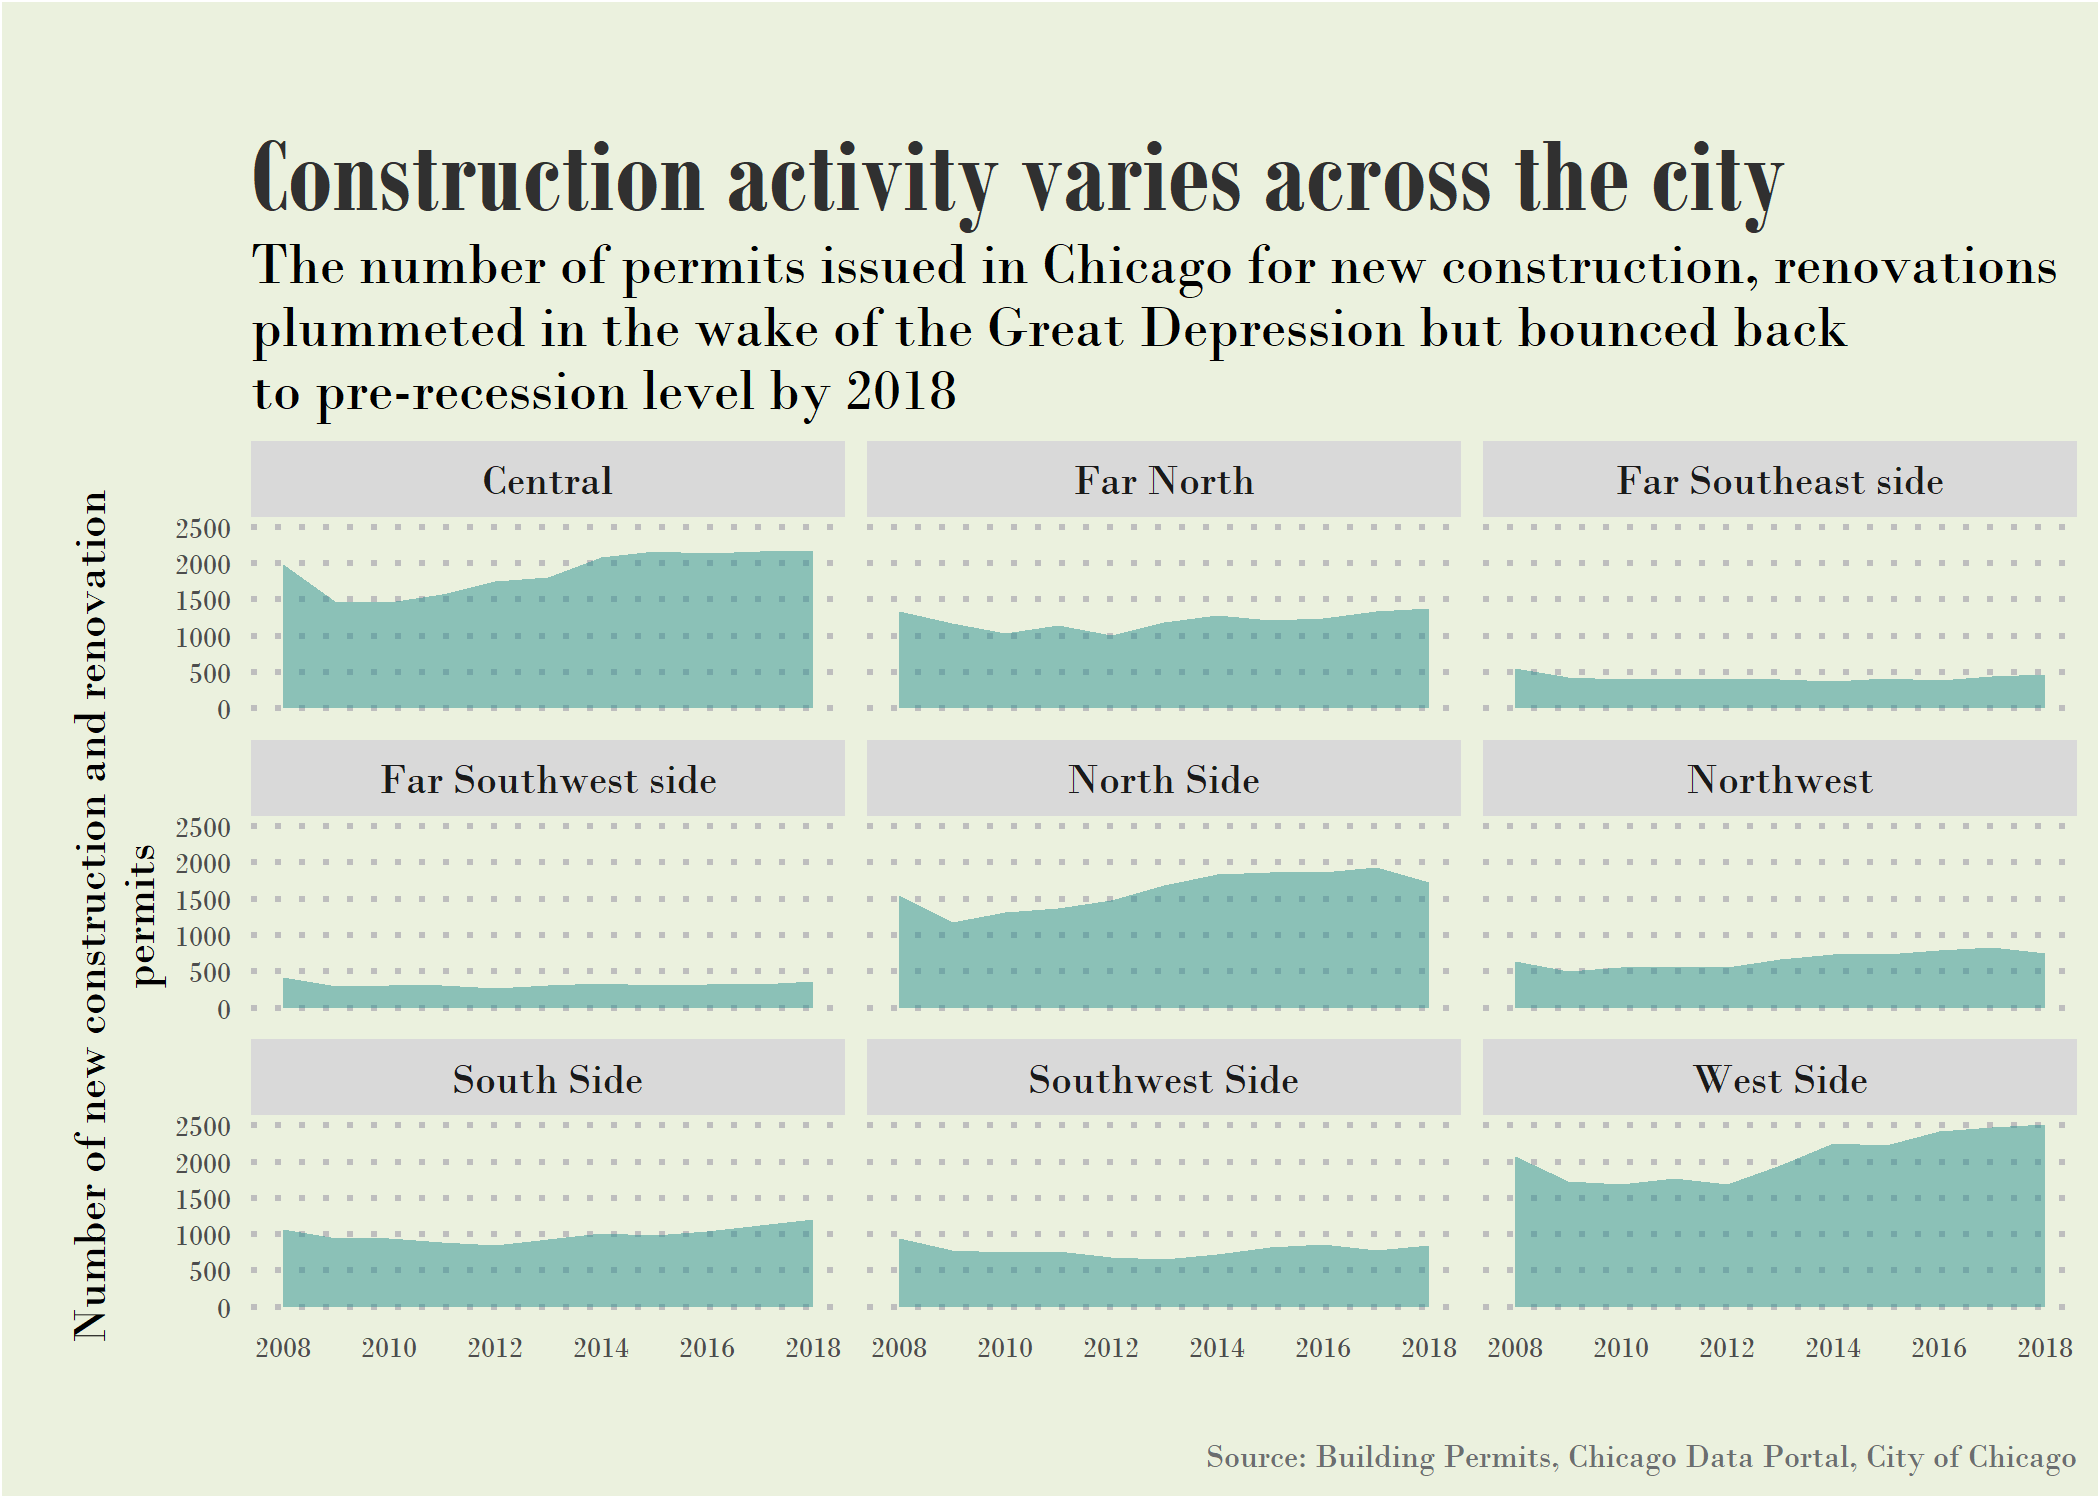 Construction activity varies across the city
The number of permits issued in Chicago for new construction, renovations
plummeted in the wake of the Great Depression but bounced back
to pre-recession level by 2018
Number of new construction and renovation
permits
Central
Far North
Far Southeast side
2500
2000
1500
1000
500
0
Far Southwest side
North Side
Northwest
2500
2000
1500
1000
500
0
South Side
Southwest Side
West Side
2500
2000
1500
1000
500
0
2008 2010 2012 2014 2016 2018
2008 2010 2012 2014 2016 2018
2008 2010 2012 2014 2016 2018
Source: Building Permits, Chicago Data Portal, City of Chicago